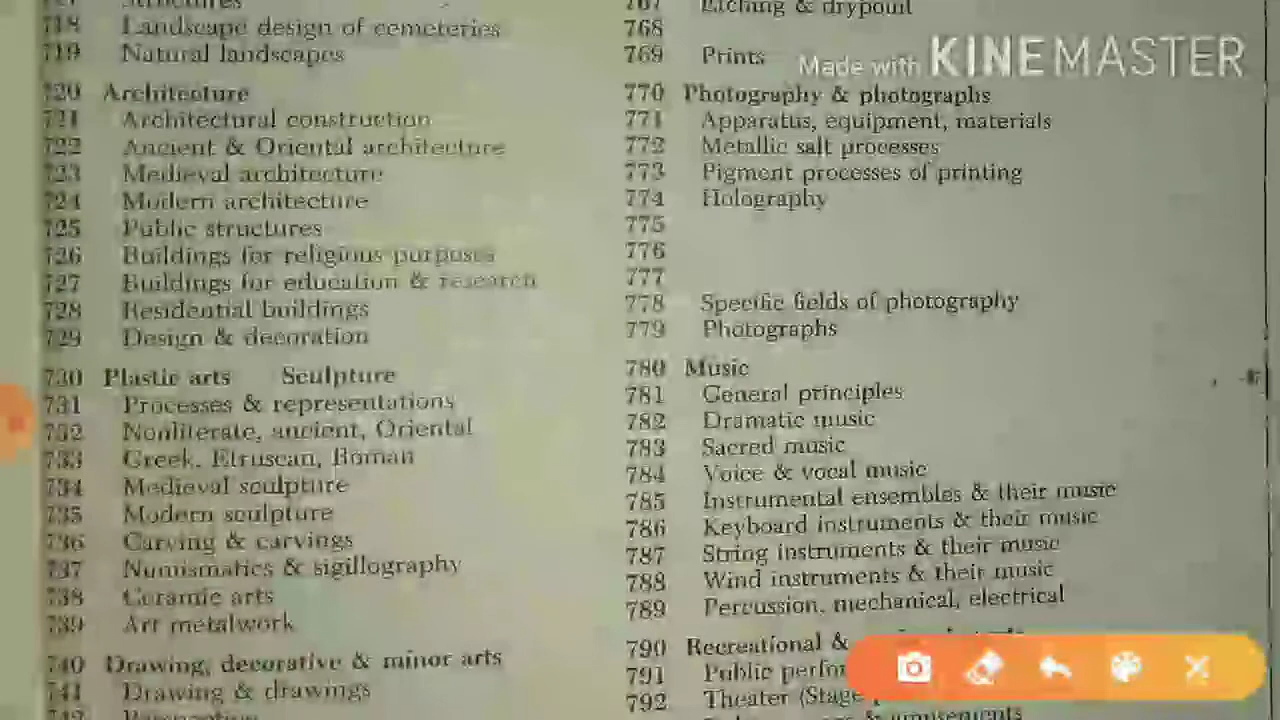 718 Landscape design of cemeteries
719 Natural landscapes
720 Architecture
721 Architectural construction
722 Ancient & Oriental architecture
723 Medieval architecture
724 Modern architecture
725 Public structures
726 Buildings for religious purposes
727 Buildings for education & research
728 Residential buildings
729 Design & decoration
730 Plastic arts Sculpture
731 Processes & representations
732 Nonliterate, ancient, Oriental
733 Greek, Etruscan, Roman
734 Medieval sculpture
735 Modern sculpture
736 Carving & carvings
737 Numismatics & sigillography
738 Ceramic arts
739 Art metalwork
740 Drawing, decorative & minor arts
741 Drawing & drawings
742 Perspective
767 Etching & drypoint
768
769 Prints
Made with KINEMASTER
770 Photography & photographs
771 Apparatus, equipment, materials
772 Metallic salt processes
773 Pigment processes of printing
774 Holography
775
776
777
778 Specific fields of photography
779 Photographs
780 Music
781 General principles
782 Dramatic music
783 Sacred music
784 Voice & vocal music
785 Instrumental ensembles & their music
786 Keyboard instruments & their music
787 String instruments & their music
788 Wind instruments & their music
789 Percussion, mechanical, electrical
790 Recreational &
791 Public perfor
792 Theater (Stage
& amusements